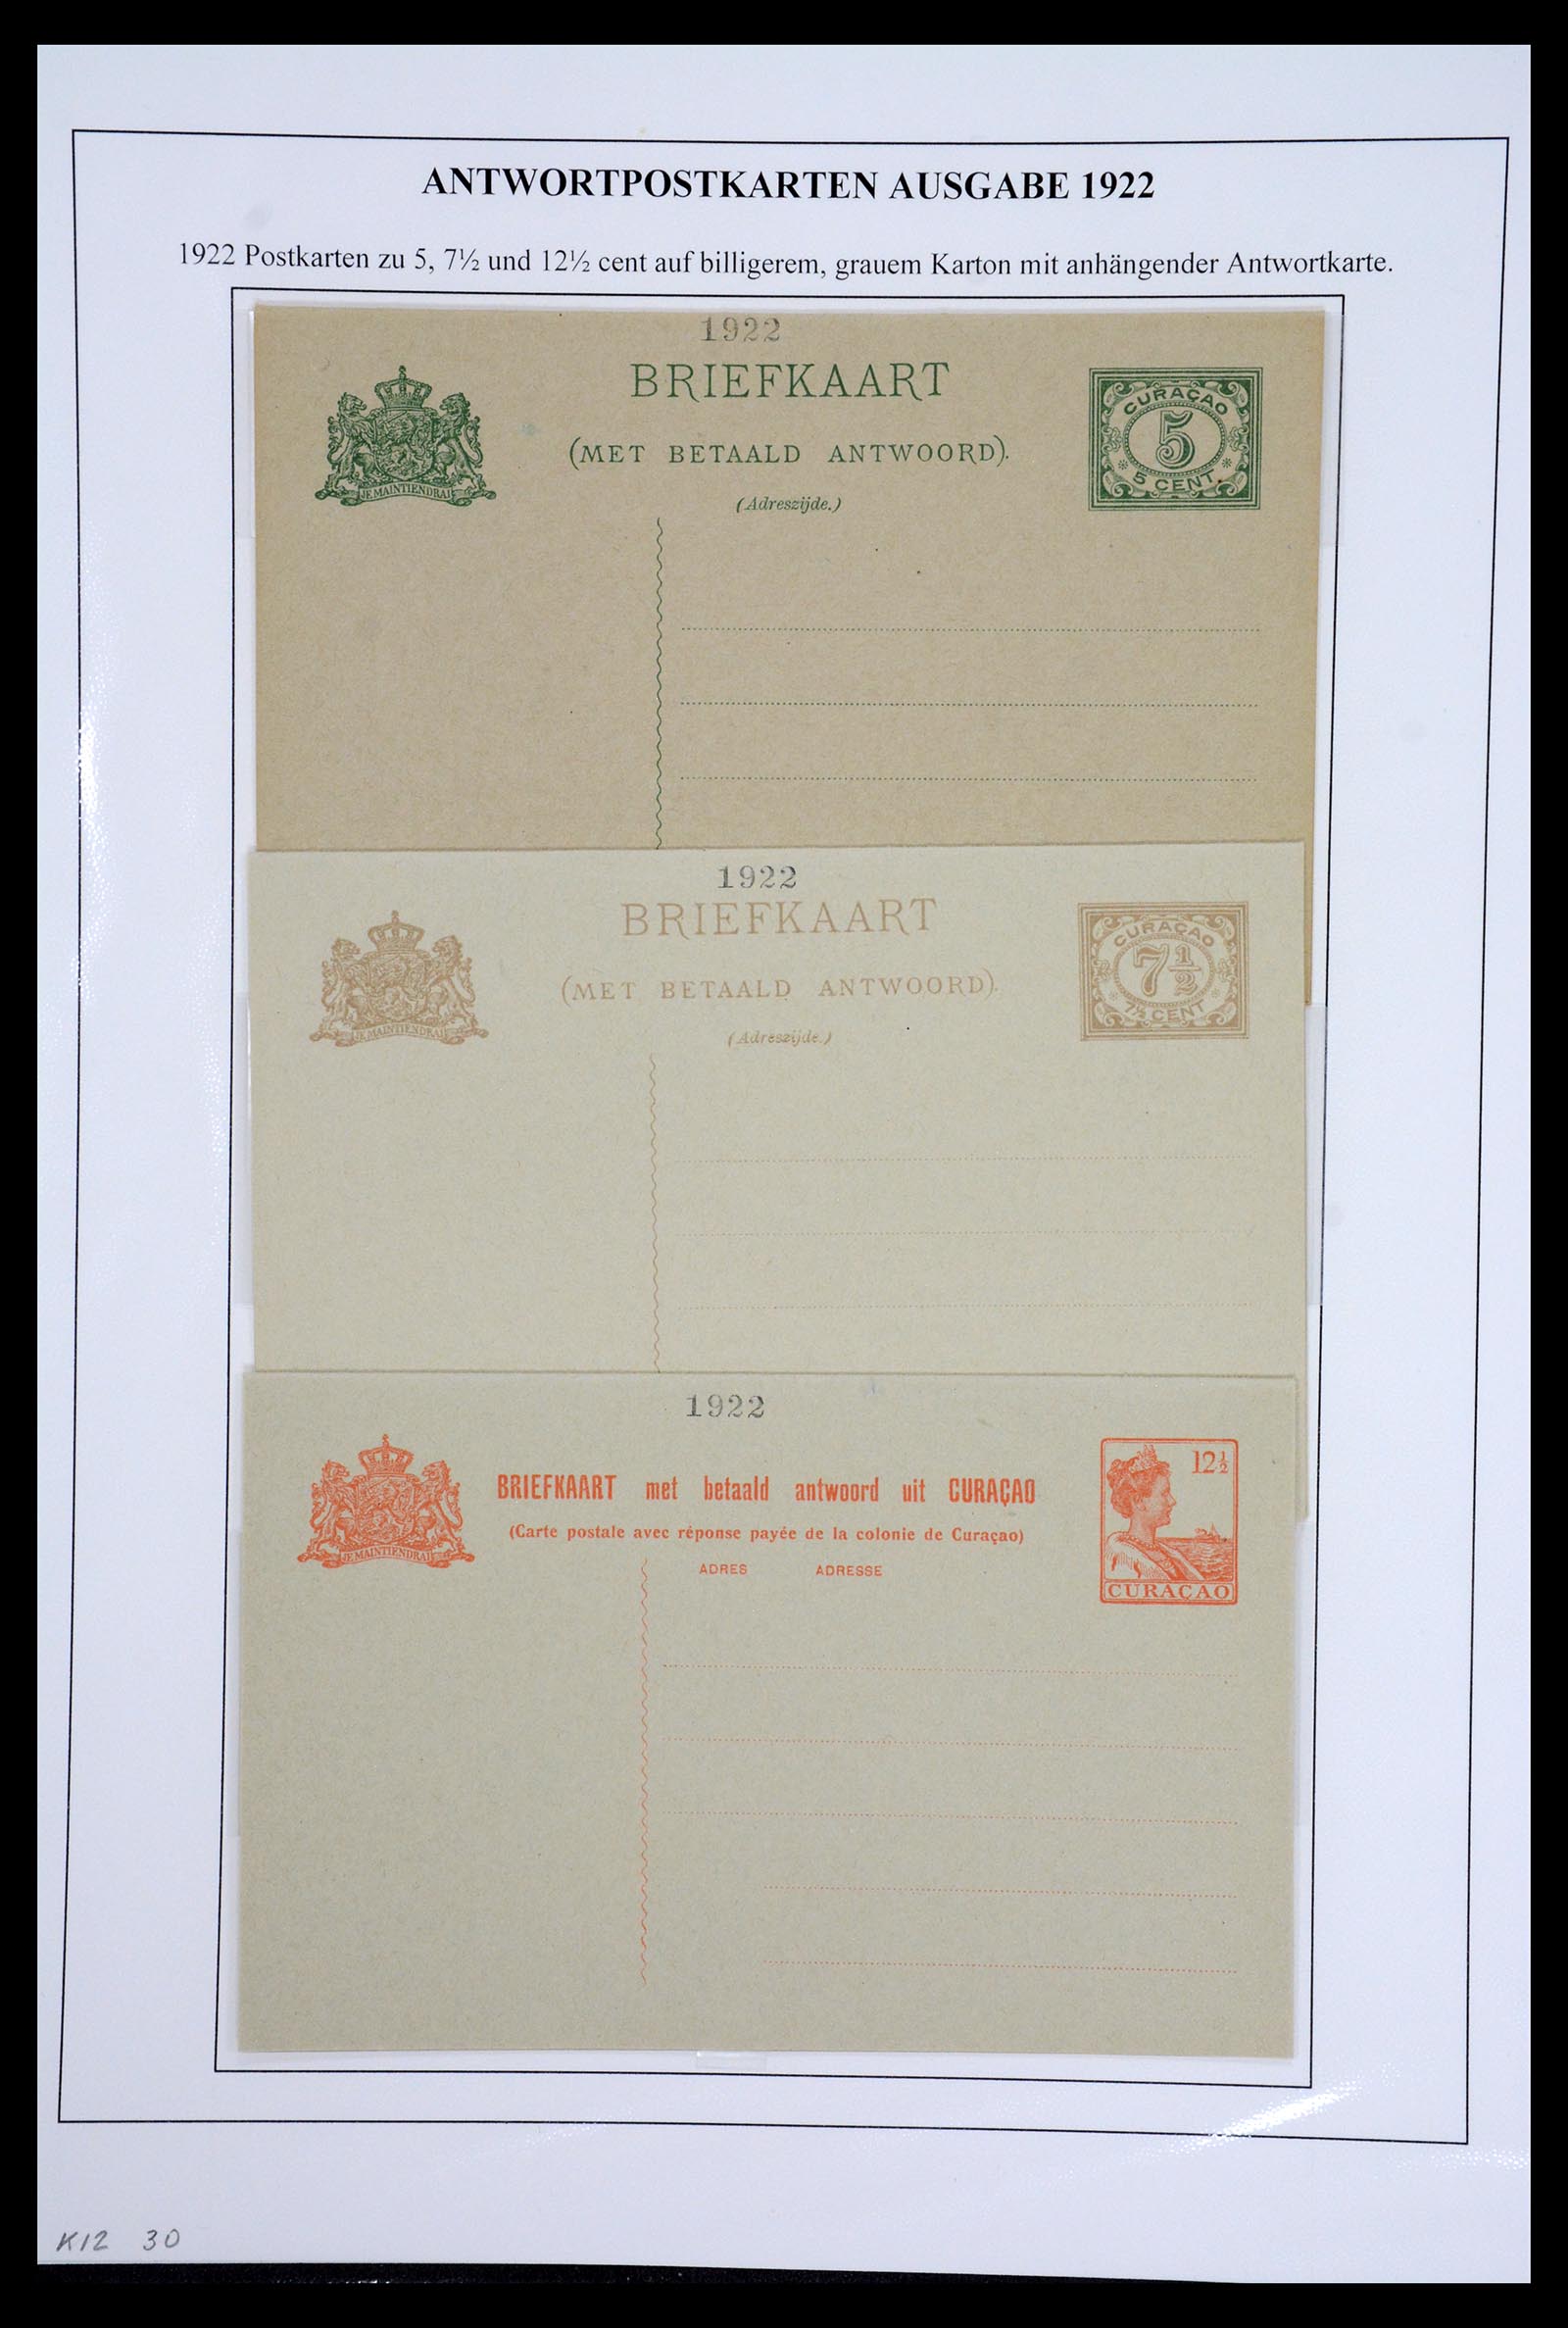 ANTWORTPOSTKARTEN AUSGABE 1922
1922 Postkarten zu 5, 7½ und 12½ cent auf billigerem, grauem Karton mit anhängender Antwortkarte.
1922
BRIEFKAART
(MET BETAALD ANTWOORD).
(Adreszijde.)
JE MAINTIENDRAI
CURAÇAO
5
5 CENT.
1922
BRIEFKAART
(MET BETAALD ANTWOORD).
(Adreszijde.)
JE MAINTIENDRAI
CURAÇAO
7½
7½ CENT
1922
BRIEFKAART met betaald antwoord uit CURAÇAO
(Carte postale avec réponse payée de la colonie de Curaçao)
ADRES ADRESSE
JE MAINTIENDRAI
12½
CURAÇAO
K12 30